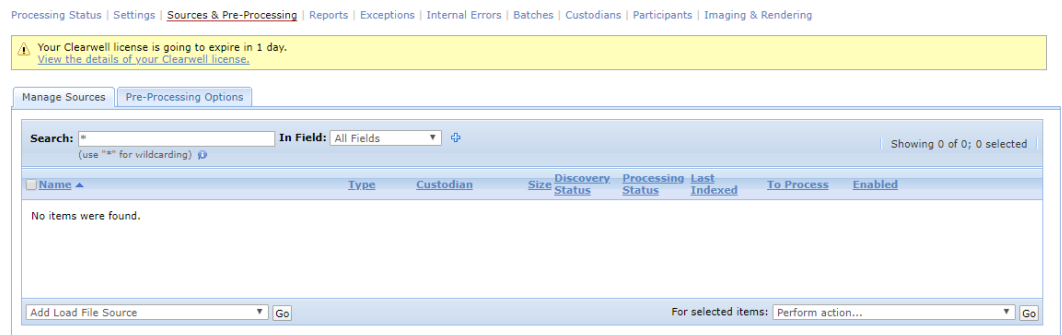 Processing Status | Settings | Sources & Pre-Processing | Reports | Exceptions | Internal Errors | Batches | Custodians | Participants | Imaging & Rendering
Your Clearwell license is going to expire in 1 day.
View the details of your Clearwell license.
Manage Sources Pre-Processing Options
Search: * In Field: All Fields
(use "*" for wildcarding)
Showing 0 of 0; 0 selected
Name Type Custodian Size Discovery Status Processing Status Last Indexed To Process Enabled
No items were found.
Add Load File Source Go For selected items: Perform action... Go